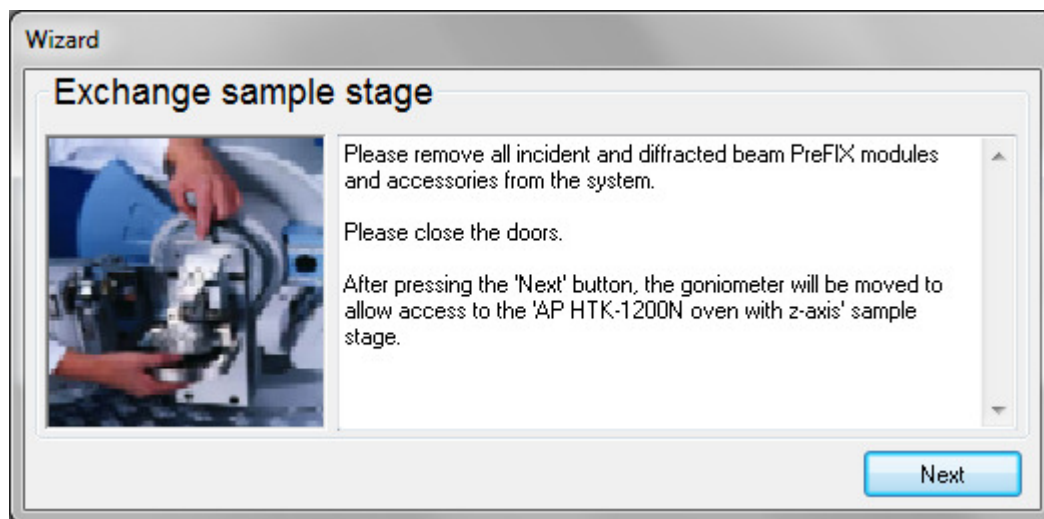 Wizard
Exchange sample stage
Please remove all incident and diffracted beam PreFIX modules
and accessories from the system.
Please close the doors.
After pressing the 'Next' button, the goniometer will be moved to
allow access to the 'AP HTK-1200N oven with z-axis' sample
stage.
Next